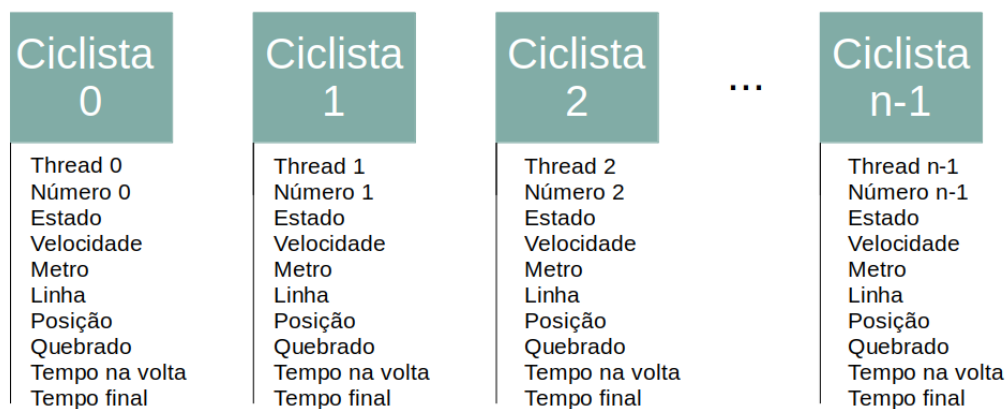 Ciclista
0
Thread 0
Número 0
Estado
Velocidade
Metro
Linha
Posição
Quebrado
Tempo na volta
Tempo final
Ciclista
1
Thread 1
Número 1
Estado
Velocidade
Metro
Linha
Posição
Quebrado
Tempo na volta
Tempo final
Ciclista
2
Thread 2
Número 2
Estado
Velocidade
Metro
Linha
Posição
Quebrado
Tempo na volta
Tempo final
...
Ciclista
n-1
Thread n-1
Número n-1
Estado
Velocidade
Metro
Linha
Posição
Quebrado
Tempo na volta
Tempo final